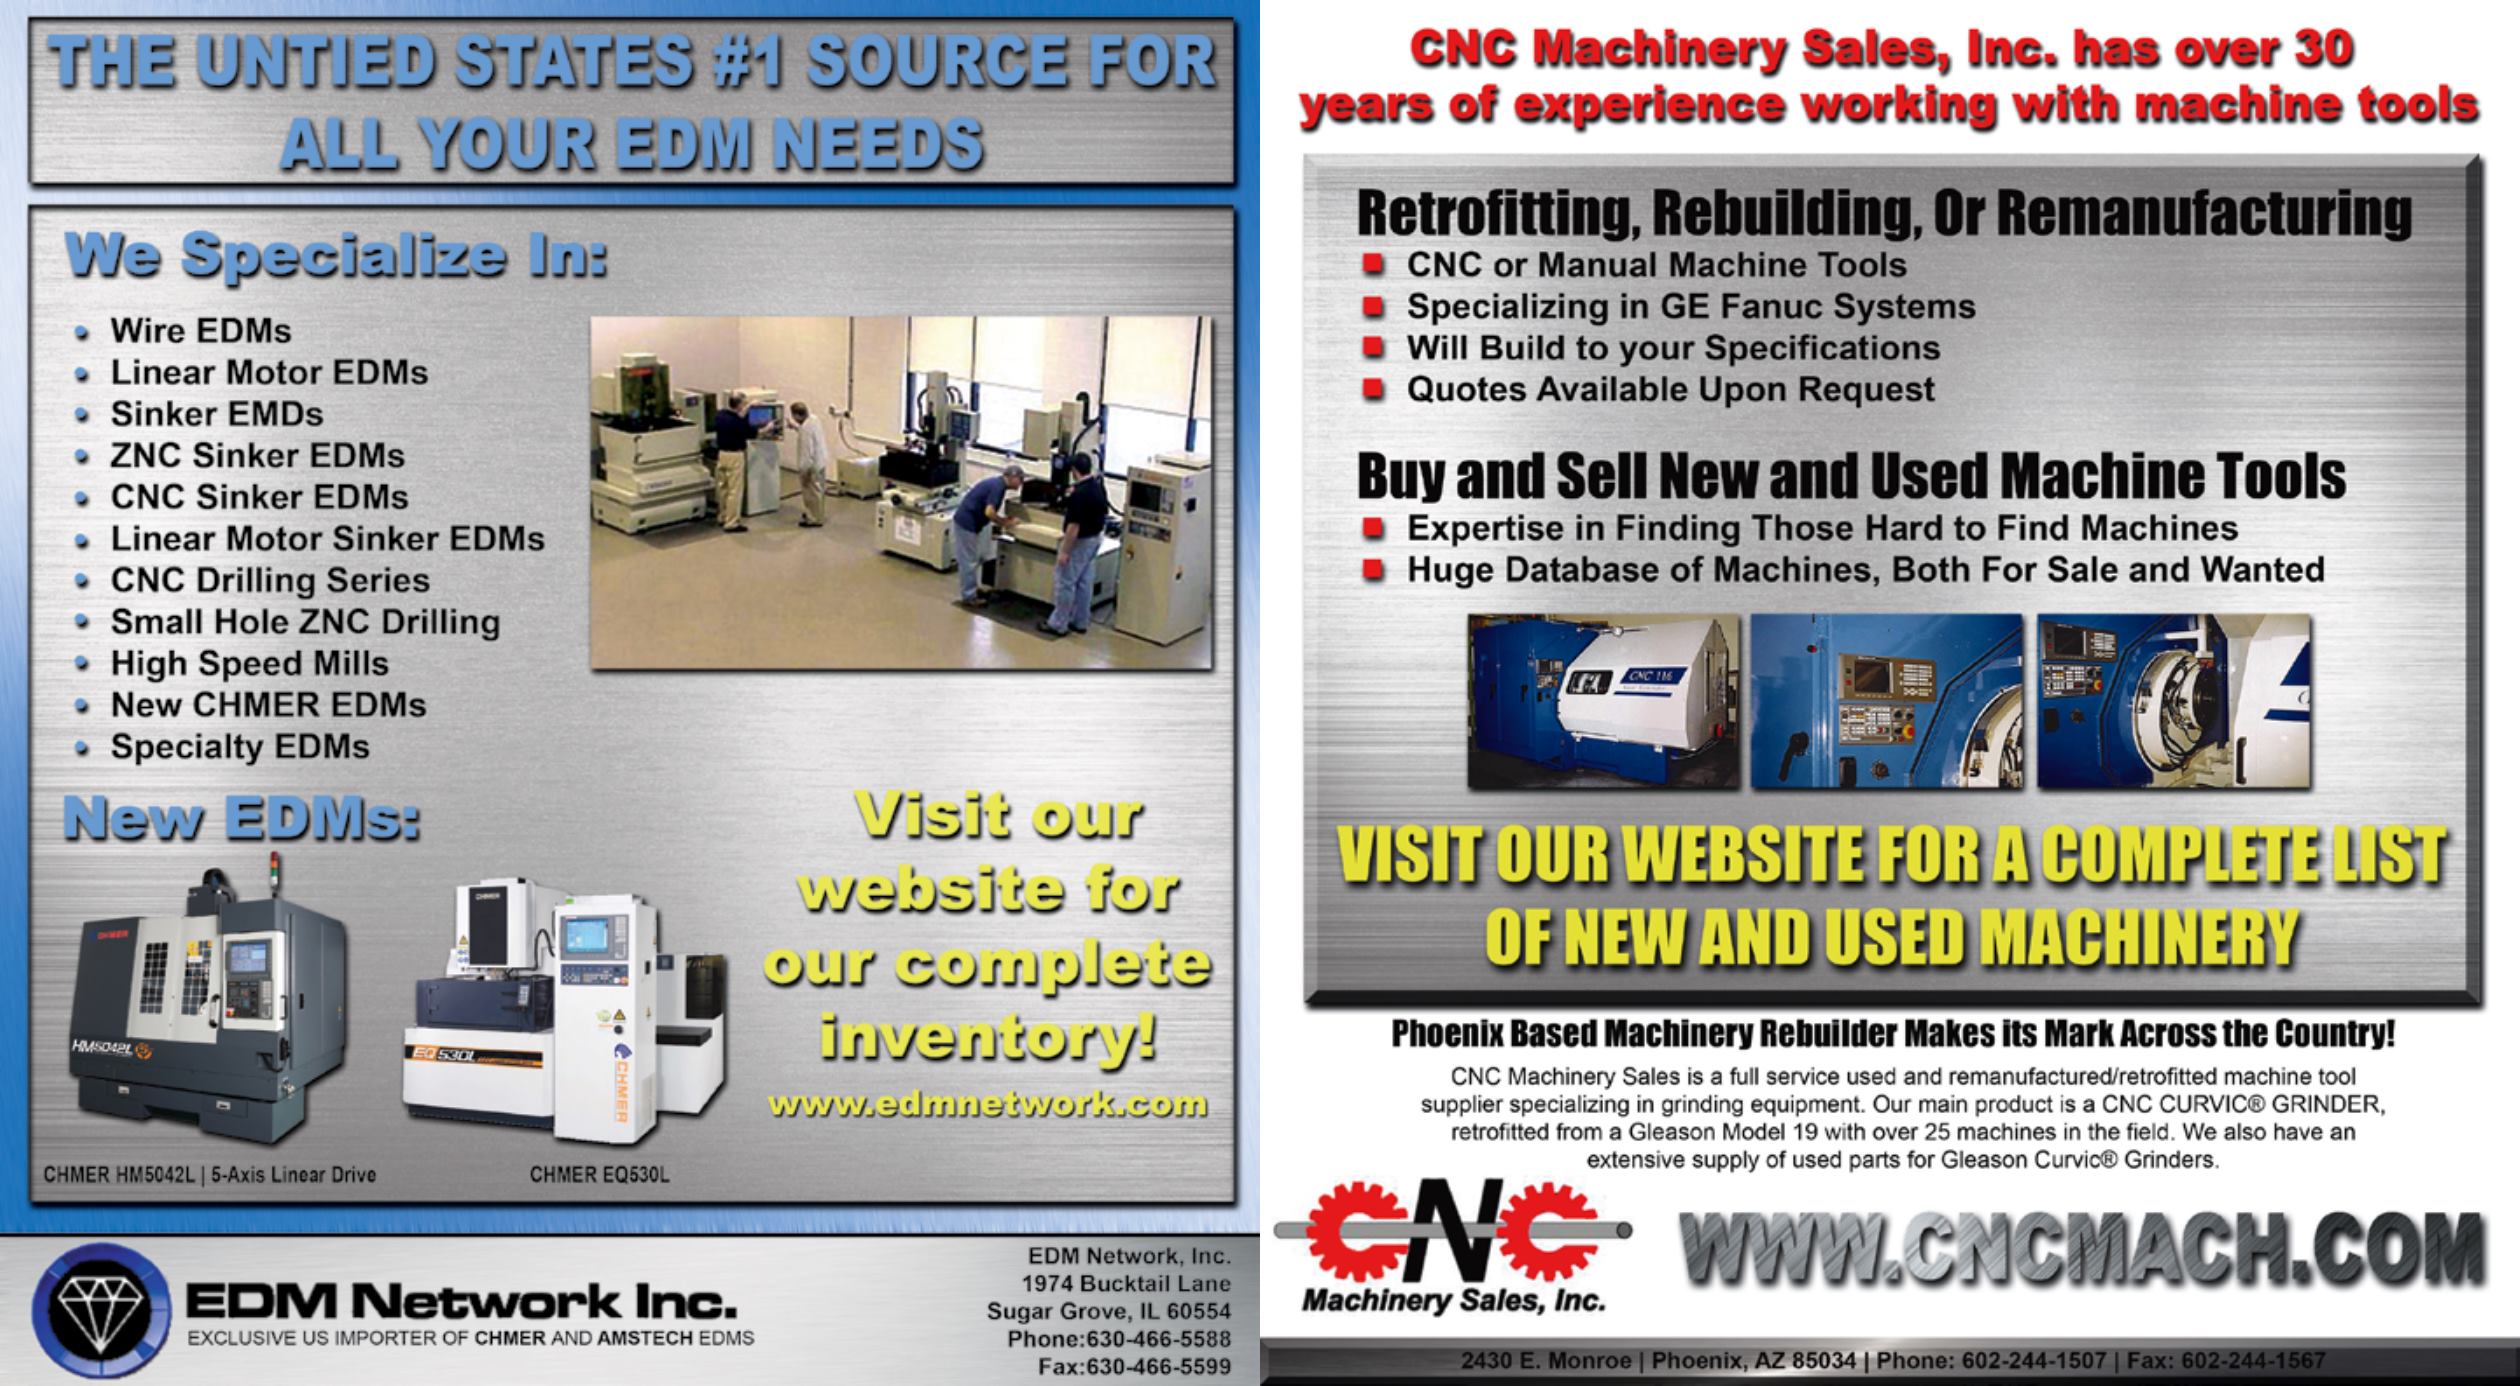 THE UNTIED STATES #1 SOURCE FOR
ALL YOUR EDM NEEDS
We Specialize In:
• Wire EDMs
• Linear Motor EDMs
• Sinker EMDs
• ZNC Sinker EDMs
• CNC Sinker EDMs
• Linear Motor Sinker EDMs
• CNC Drilling Series
• Small Hole ZNC Drilling
• High Speed Mills
• New CHMER EDMs
• Specialty EDMs
New EDMs:
CHMER
HM5042L
CHMER
EQ 530L
CHMER
CHMER HM5042L | 5-Axis Linear Drive
CHMER EQ530L
Visit our
website for
our complete
inventory!
www.edmnetwork.com
EDM Network Inc.
EXCLUSIVE US IMPORTER OF CHMER AND AMSTECH EDMS
EDM Network, Inc.
1974 Bucktail Lane
Sugar Grove, IL 60554
Phone:630-466-5588
Fax:630-466-5599
CNC Machinery Sales, Inc. has over 30
years of experience working with machine tools
Retrofitting, Rebuilding, Or Remanufacturing
CNC or Manual Machine Tools
Specializing in GE Fanuc Systems
Will Build to your Specifications
Quotes Available Upon Request
Buy and Sell New and Used Machine Tools
Expertise in Finding Those Hard to Find Machines
Huge Database of Machines, Both For Sale and Wanted
CNC 116
VISIT OUR WEBSITE FOR A COMPLETE LIST
OF NEW AND USED MACHINERY
Phoenix Based Machinery Rebuilder Makes its Mark Across the Country!
CNC Machinery Sales is a full service used and remanufactured/retrofitted machine tool
supplier specializing in grinding equipment. Our main product is a CNC CURVIC® GRINDER,
retrofitted from a Gleason Model 19 with over 25 machines in the field. We also have an
extensive supply of used parts for Gleason Curvic® Grinders.
CNC
Machinery Sales, Inc.
WWW.CNCMACH.COM
2430 E. Monroe | Phoenix, AZ 85034 | Phone: 602-244-1507 | Fax: 602-244-1567